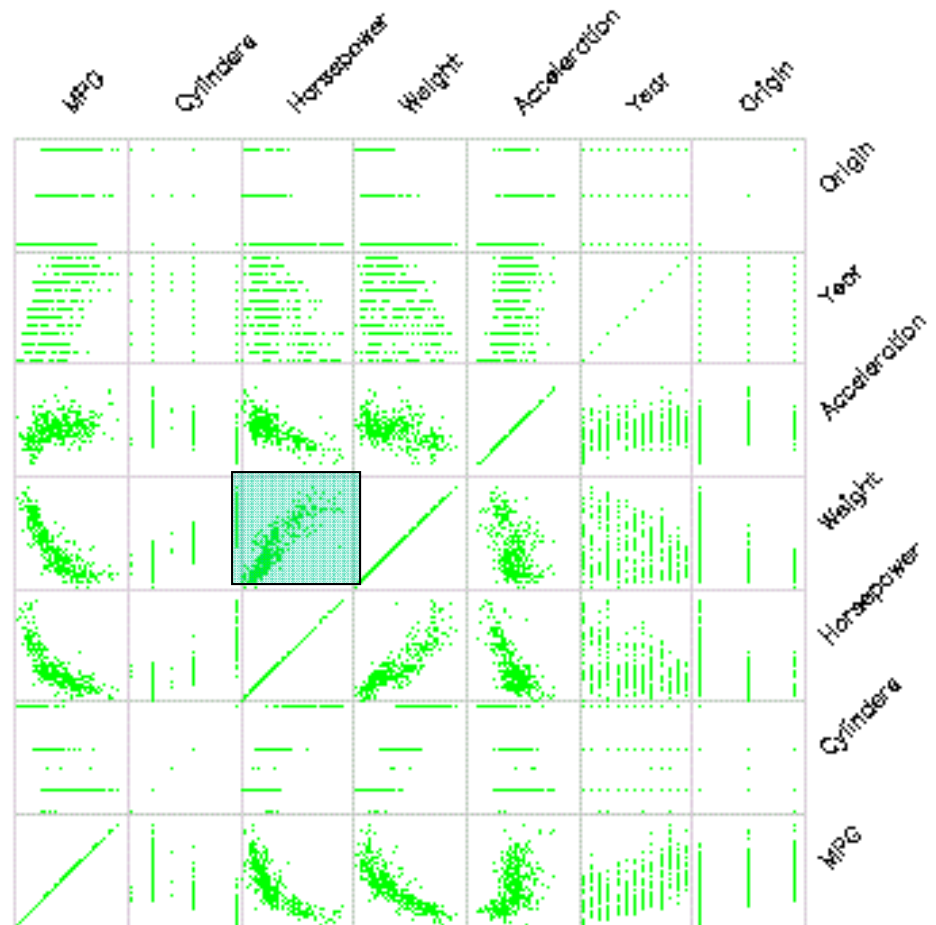 MPG
Cylinders
Horsepower
Weight
Acceleration
Year
Origin
Origin
Year
Acceleration
Weight
Horsepower
Cylinders
MPG